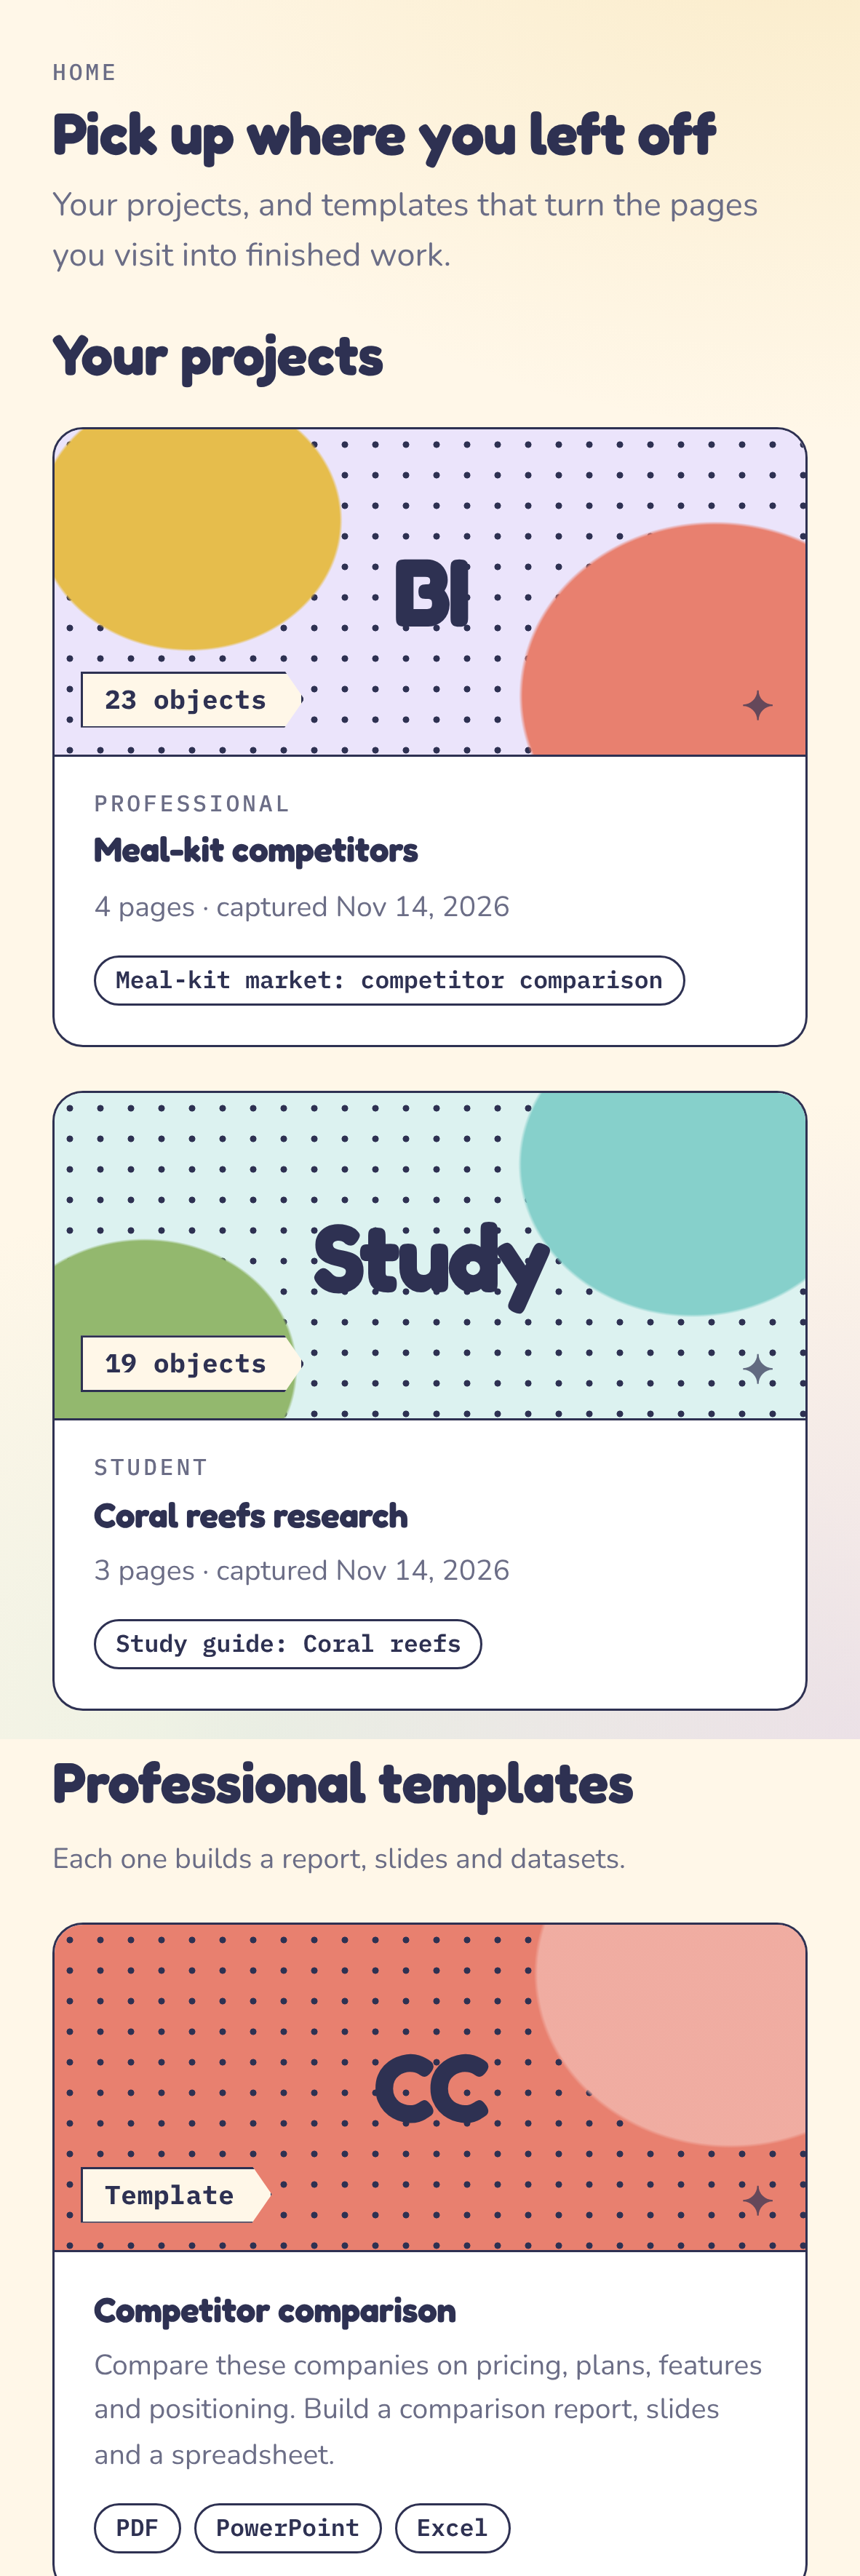 HOME
Pick up where you left off
Your projects, and templates that turn the pages
you visit into finished work.
Your projects
BI
23 objects
PROFESSIONAL
Meal-kit competitors
4 pages · captured Nov 14, 2026
Meal-kit market: competitor comparison
Study
19 objects
STUDENT
Coral reefs research
3 pages · captured Nov 14, 2026
Study guide: Coral reefs
Professional templates
Each one builds a report, slides and datasets.
CC
Template
Competitor comparison
Compare these companies on pricing, plans, features
and positioning. Build a comparison report, slides
and a spreadsheet.
PDF PowerPoint Excel